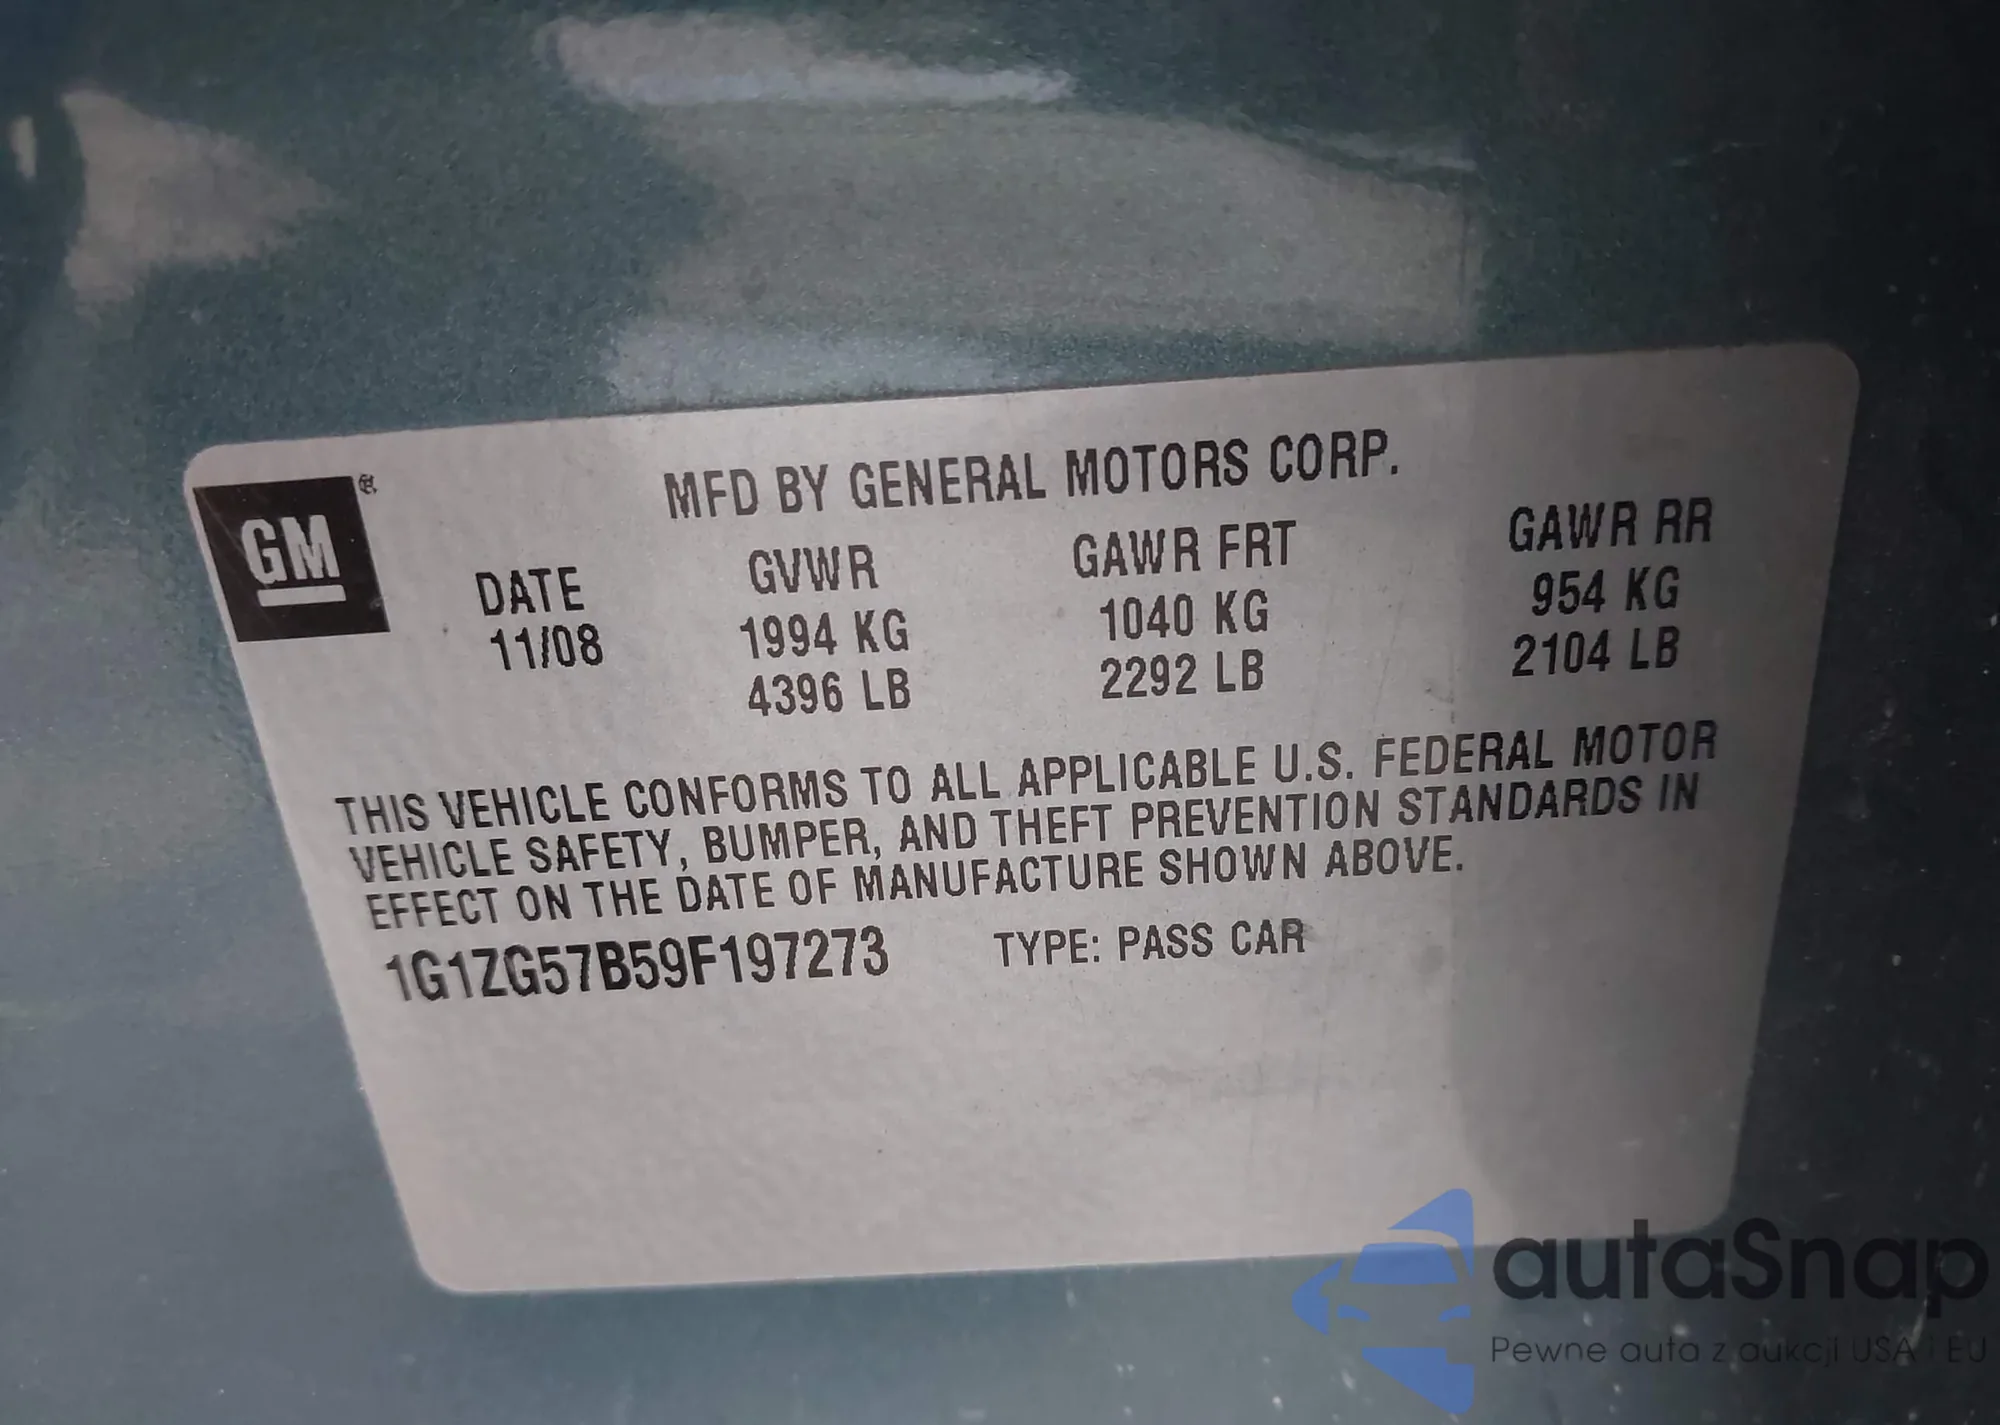 GM®
MFD BY GENERAL MOTORS CORP.
DATE GVWR GAWR FRT GAWR RR
11/08 1994 KG 1040 KG 954 KG
4396 LB 2292 LB 2104 LB
THIS VEHICLE CONFORMS TO ALL APPLICABLE U.S. FEDERAL MOTOR
VEHICLE SAFETY, BUMPER, AND THEFT PREVENTION STANDARDS IN
EFFECT ON THE DATE OF MANUFACTURE SHOWN ABOVE.
1G1ZG57B59F197273 TYPE: PASS CAR
autaSnap
Pewne auta z aukcji USA i EU